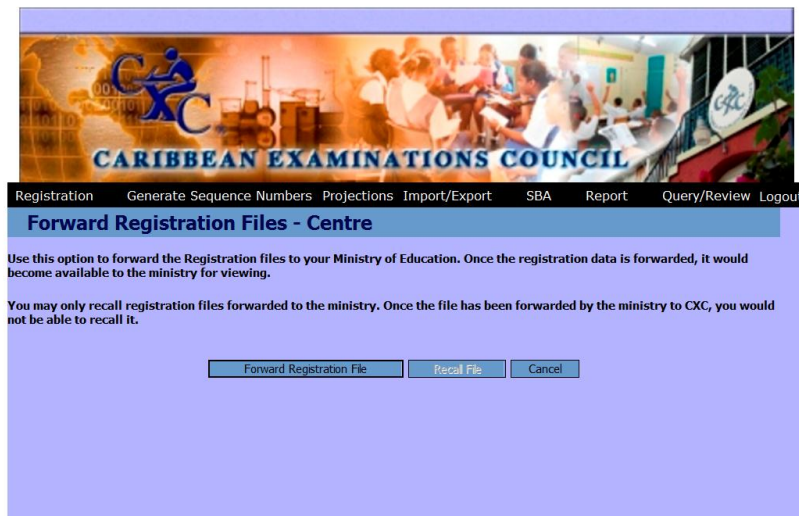 CXC
CXC
CARIBBEAN EXAMINATIONS COUNCIL
Registration Generate Sequence Numbers Projections Import/Export SBA Report Query/Review Logout
Forward Registration Files - Centre
Use this option to forward the Registration files to your Ministry of Education. Once the registration data is forwarded, it would
become available to the ministry for viewing.
You may only recall registration files forwarded to the ministry. Once the file has been forwarded by the ministry to CXC, you would
not be able to recall it.
Forward Registration File Recall File Cancel